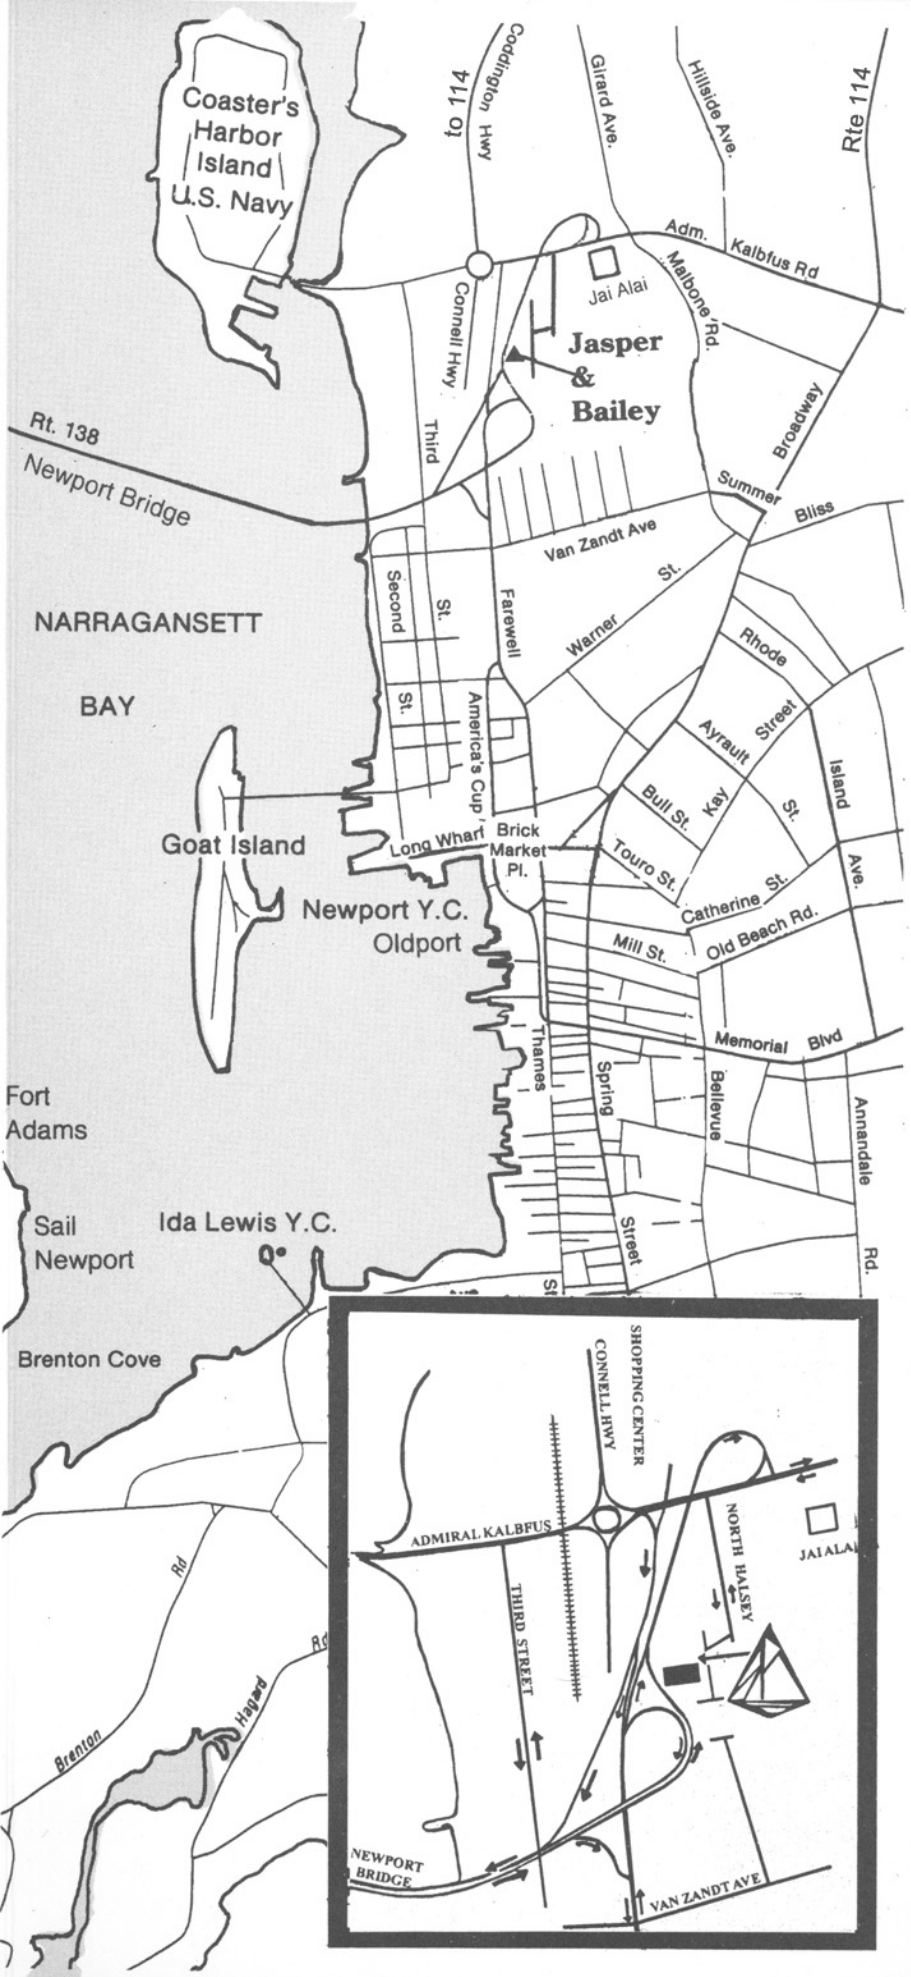 Coaster's
Harbor
Island
U.S. Navy
to 114
Coddington Hwy
Girard Ave.
Hillside Ave.
Rte 114
Adm. Kalbfus Rd
Malbone Rd.
Jai Alai
Connell Hwy
Jasper
&
Bailey
Broadway
Third
Rt. 138
Newport Bridge
Summer
Bliss
Van Zandt Ave
St.
Warner
Second
St.
Farewell
NARRAGANSETT
BAY
Rhode
St.
America's Cup
Ayrault
Street
Island
Bull St.
Kay
St.
Goat Island
Long Wharf
Brick
Market
Pl.
Touro St.
Ave.
Catherine St.
Newport Y.C.
Oldport
Mill St.
Old Beach Rd.
Memorial Blvd
Thames
Spring
Bellevue
Annandale
Fort
Adams
Sail
Newport
Ida Lewis Y.C.
Street
Rd.
St
Brenton Cove
SHOPPING CENTER
CONNELL HWY
ADMIRAL KALBFUS
NORTH HALSEY
JAI ALA
THIRD STREET
Rd
Rd
Hagard
Brenton
NEWPORT
BRIDGE
VAN ZANDT AVE